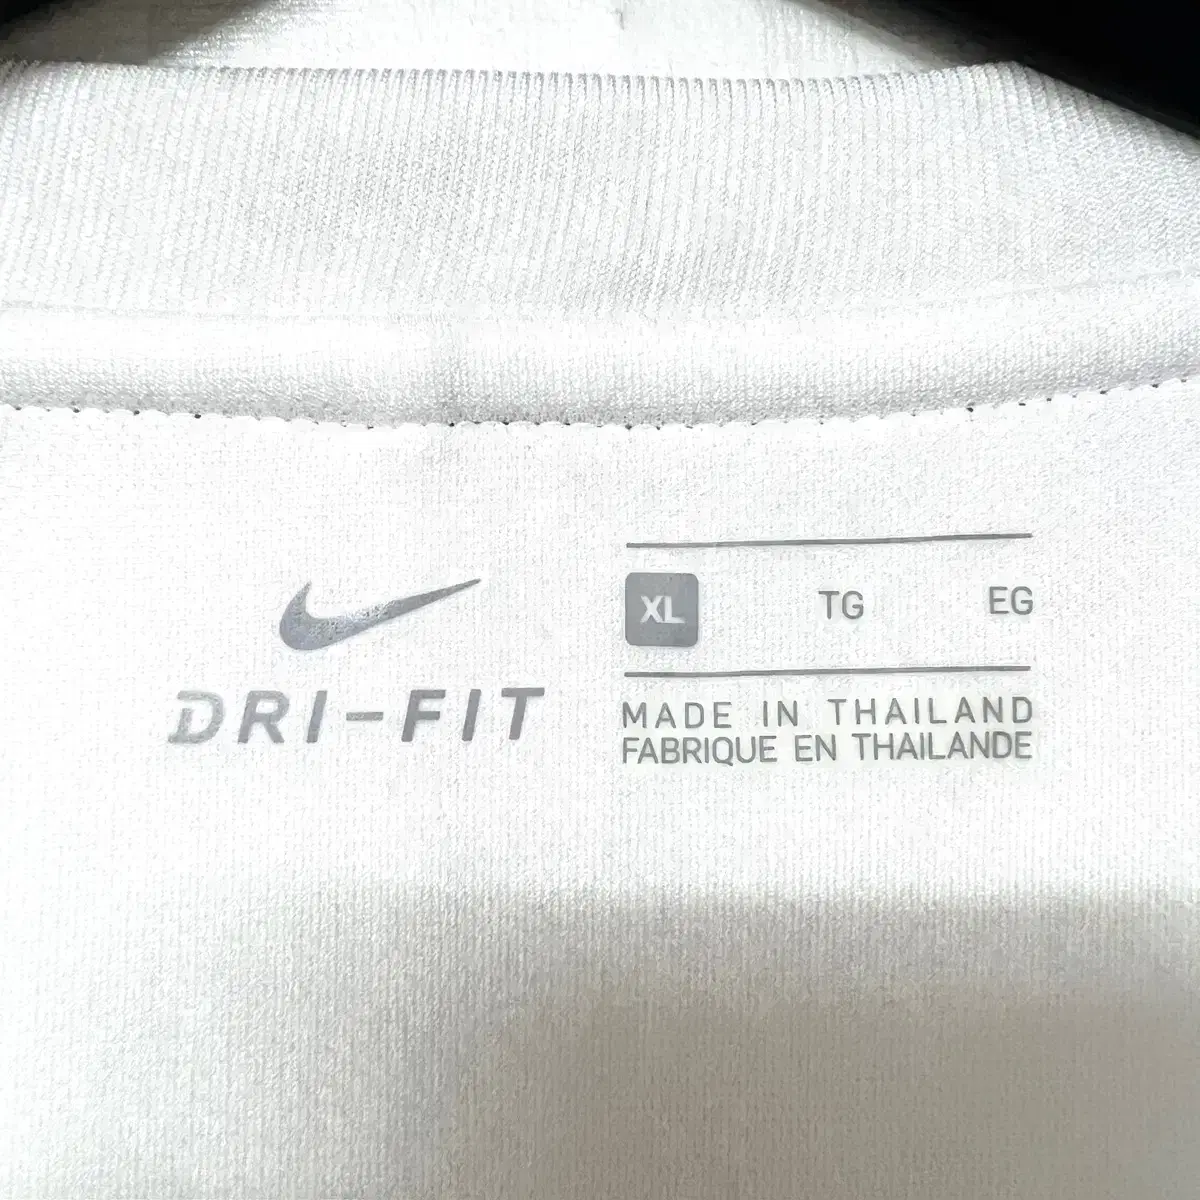 DRI-FIT
XL TG EG
MADE IN THAILAND
FABRIQUE EN THAILANDE